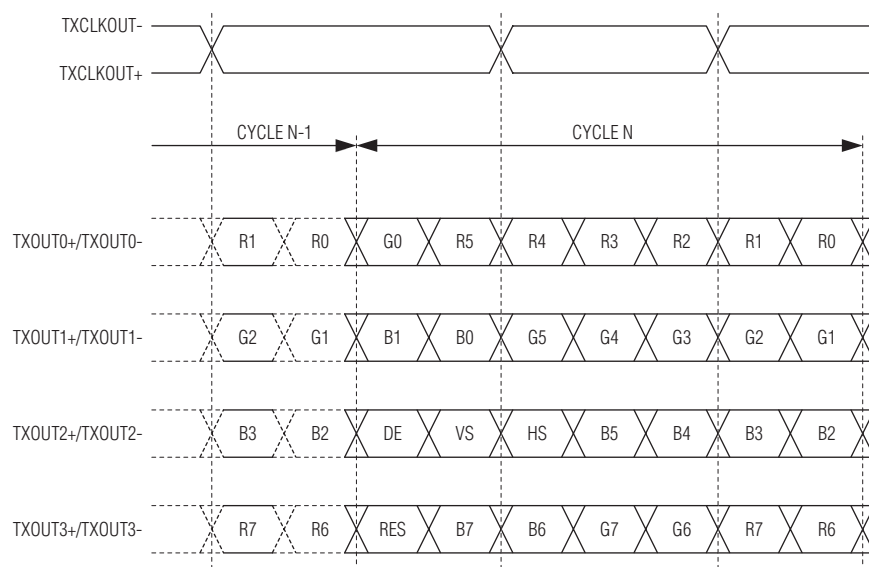 TXCLKOUT-
TXCLKOUT+
CYCLE N-1 CYCLE N
TXOUT0+/TXOUT0- R1 R0 G0 R5 R4 R3 R2 R1 R0
TXOUT1+/TXOUT1- G2 G1 B1 B0 G5 G4 G3 G2 G1
TXOUT2+/TXOUT2- B3 B2 DE VS HS B5 B4 B3 B2
TXOUT3+/TXOUT3- R7 R6 RES B7 B6 G7 G6 R7 R6